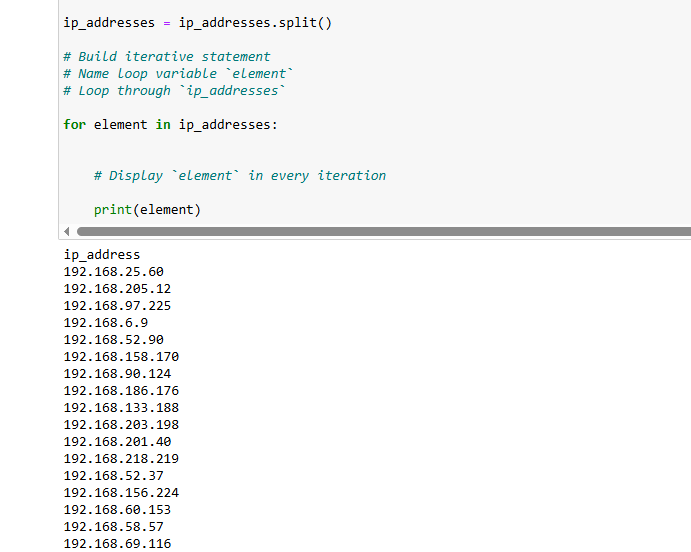 ip_addresses = ip_addresses.split()
# Build iterative statement
# Name loop variable `element`
# Loop through `ip_addresses`
for element in ip_addresses:
# Display `element` in every iteration
print(element)
ip_address
192.168.25.60
192.168.205.12
192.168.97.225
192.168.6.9
192.168.52.90
192.168.158.170
192.168.90.124
192.168.186.176
192.168.133.188
192.168.203.198
192.168.201.40
192.168.218.219
192.168.52.37
192.168.156.224
192.168.60.153
192.168.58.57
192.168.69.116